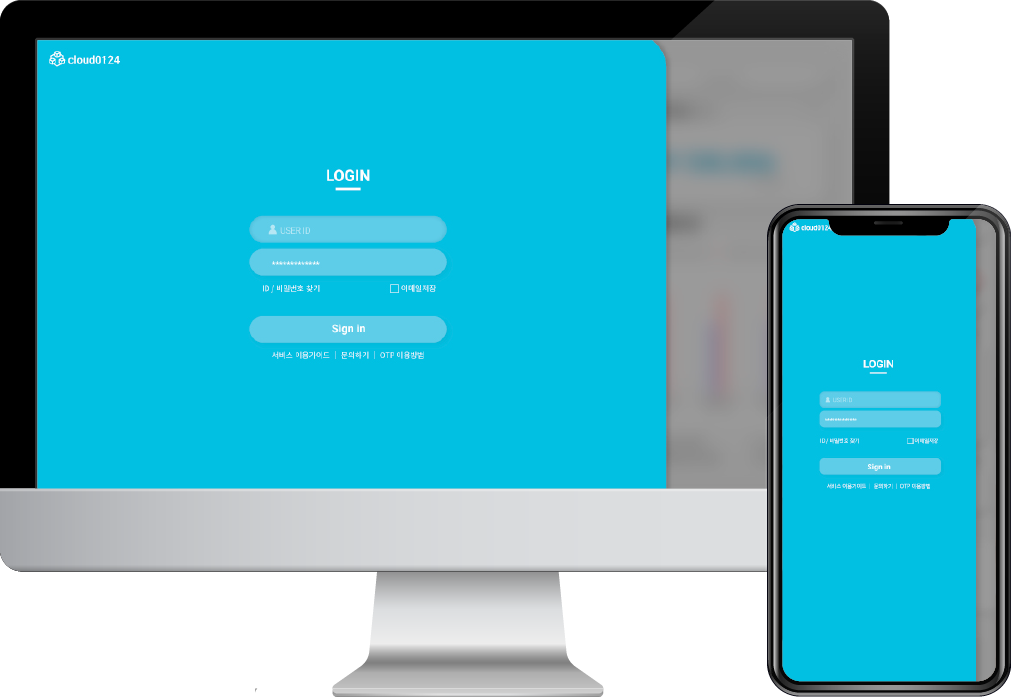 cloud0124
LOGIN
USER ID
*************
ID / 비밀번호 찾기
이메일저장
Sign in
서비스 이용가이드 | 문의하기 | OTP 이용방법
cloud0124
LOGIN
USER ID
*************
ID / 비밀번호 찾기
이메일저장
Sign in
서비스 이용가이드 | 문의하기 | OTP 이용방법